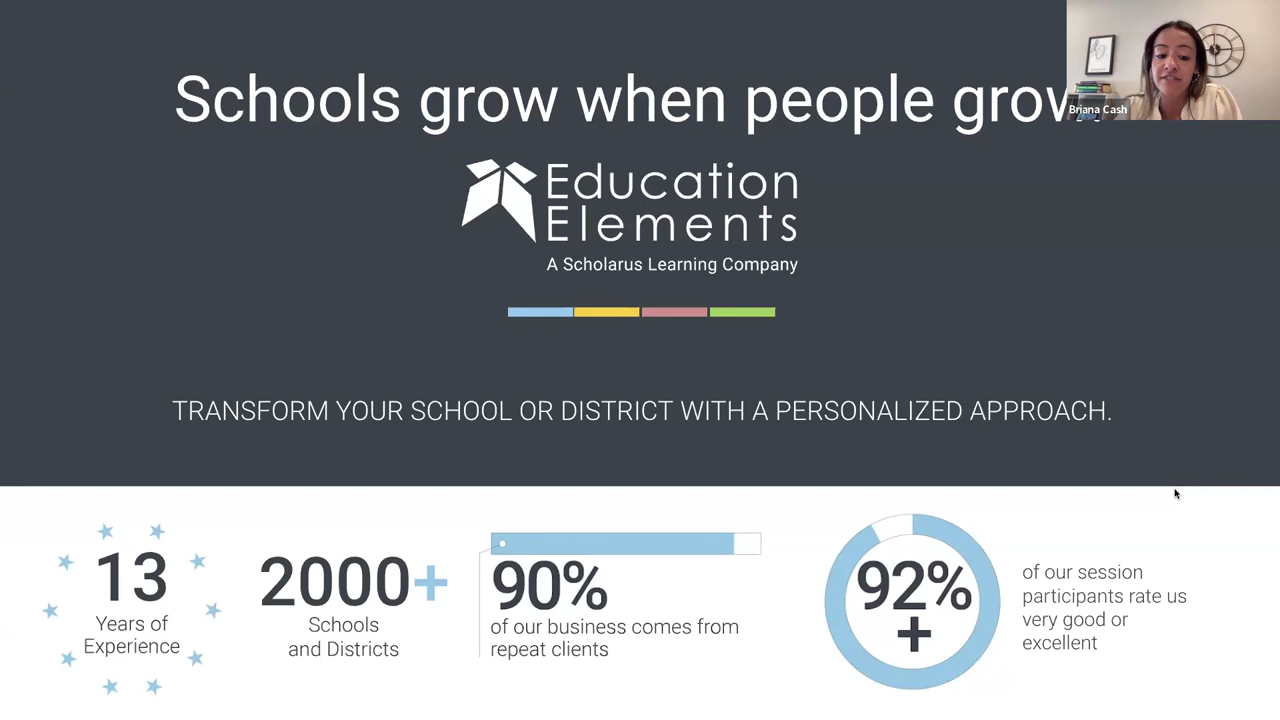 Schools grow when people grow
Briana Cash
Education
Elements
A Scholarus Learning Company
TRANSFORM YOUR SCHOOL OR DISTRICT WITH A PERSONALIZED APPROACH.
13
Years of
Experience
2000+
Schools
and Districts
90%
of our business comes from
repeat clients
92%
+
of our session
participants rate us
very good or
excellent